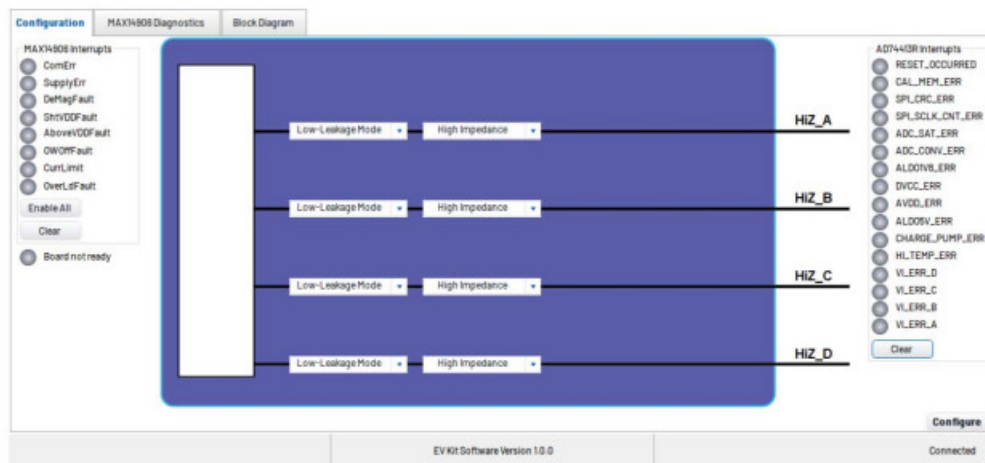 Configuration
MAX14906 Diagnostics
Block Diagram
MAX14906 Interrupts
ComErr
SupplyErr
DeMagFault
ShtVDDFault
AboveVDDFault
OWOffFault
CurrLimit
OverLdFault
Enable All
Clear
Board not ready
Low-Leakage Mode
High Impedance
HiZ_A
Low-Leakage Mode
High Impedance
HiZ_B
Low-Leakage Mode
High Impedance
HiZ_C
Low-Leakage Mode
High Impedance
HiZ_D
AD74413R Interrupts
RESET_OCCURRED
CAL_MEM_ERR
SPI_CRC_ERR
SPI_SCLK_CNT_ERR
ADC_SAT_ERR
ADC_CONV_ERR
ALDO1V8_ERR
DVCC_ERR
AVDD_ERR
ALDO5V_ERR
CHARGE_PUMP_ERR
HI_TEMP_ERR
VI_ERR_D
VI_ERR_C
VI_ERR_B
VI_ERR_A
Clear
Configure
EV Kit Software Version 1.0.0
Connected